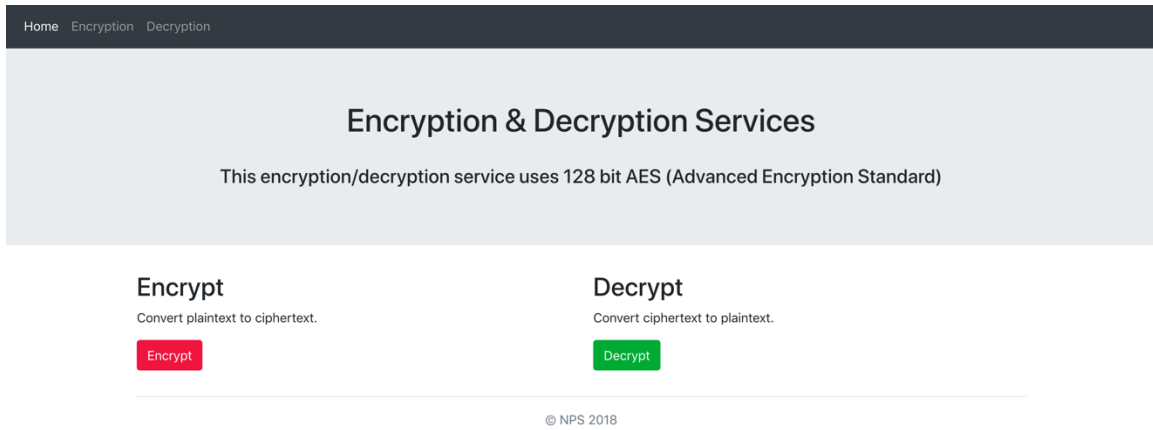 Home Encryption Decryption
Encryption & Decryption Services
This encryption/decryption service uses 128 bit AES (Advanced Encryption Standard)
Encrypt
Convert plaintext to ciphertext.
Encrypt
Decrypt
Convert ciphertext to plaintext.
Decrypt
© NPS 2018